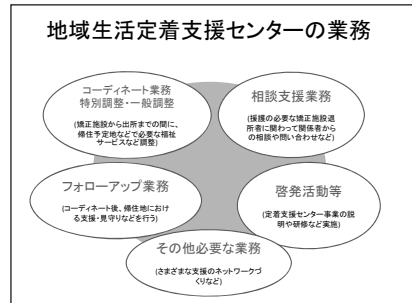 地域生活定着支援センターの業務
コーディネート業務
特別調整・一般調整
(矯正施設から出所までの間に、
帰住予定地などで必要な福祉
サービスなど調整)
相談支援業務
(援護の必要な矯正施設退
所者に関わって関係者から
の相談や問い合わせなど)
フォローアップ業務
(コーディネート後、帰住地におけ
る支援・見守りなどを行う)
啓発活動等
(定着支援センター事業の説
明や研修など実施)
その他必要な業務
(さまざまな支援のネットワークづ
くりなど)